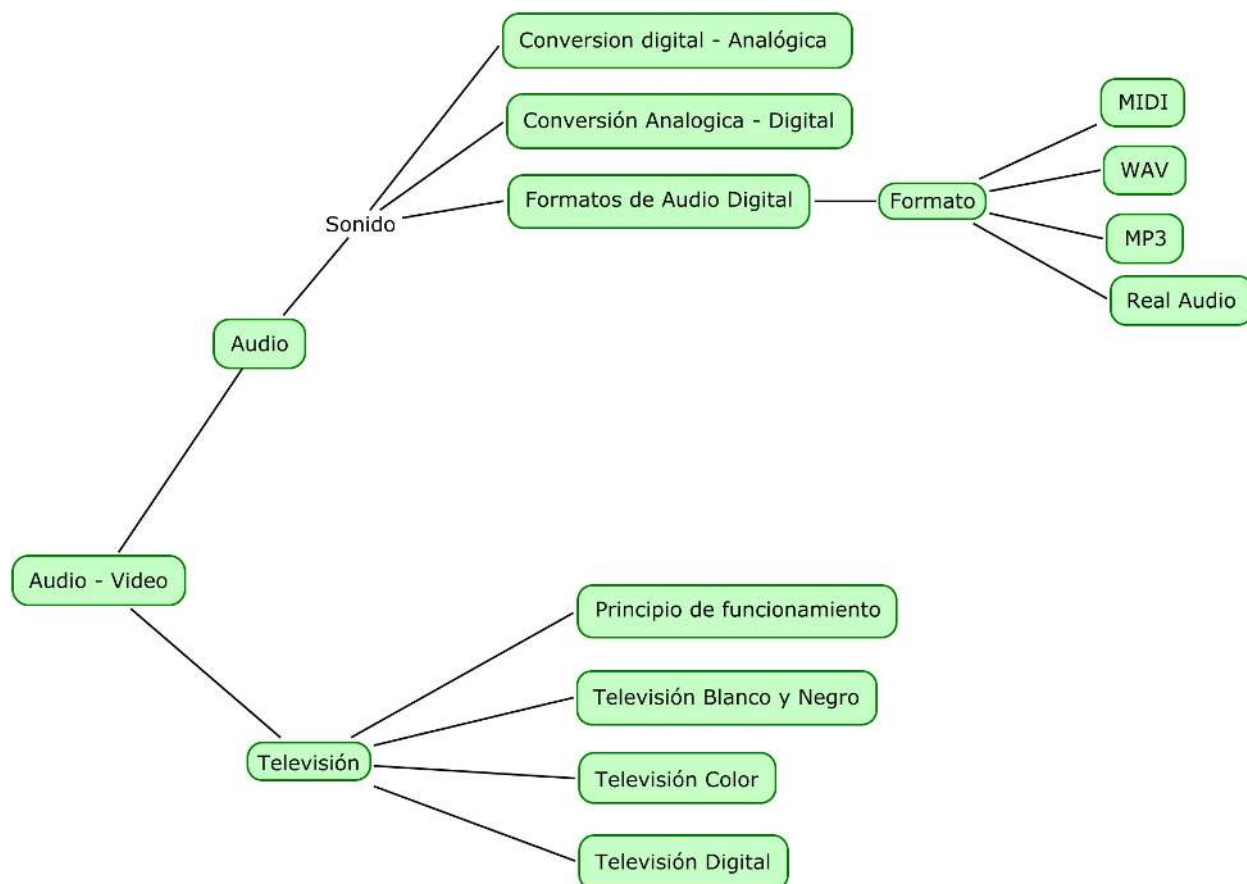 Conversion digital - Analógica
Conversión Analogica - Digital
Formatos de Audio Digital
Formato
MIDI
WAV
MP3
Real Audio
Sonido
Audio
Audio - Video
Televisión
Principio de funcionamiento
Televisión Blanco y Negro
Televisión Color
Televisión Digital